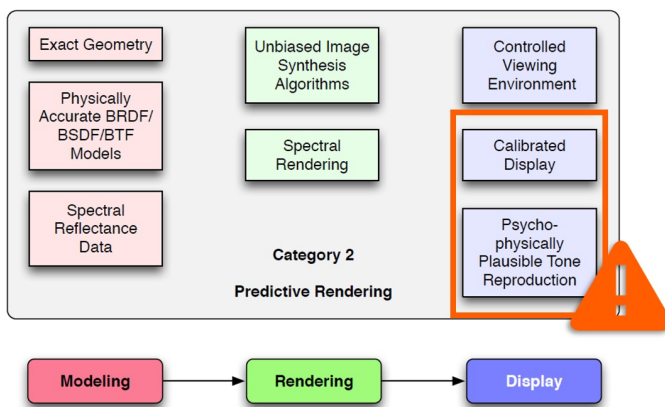 Exact Geometry
Physically
Accurate BRDF/
BSDF/BTF
Models
Spectral
Reflectance
Data
Unbiased Image
Synthesis
Algorithms
Spectral
Rendering
Controlled
Viewing
Environment
Calibrated
Display
Psycho-
physically
Plausible Tone
Reproduction
Category 2
Predictive Rendering
Modeling
Rendering
Display